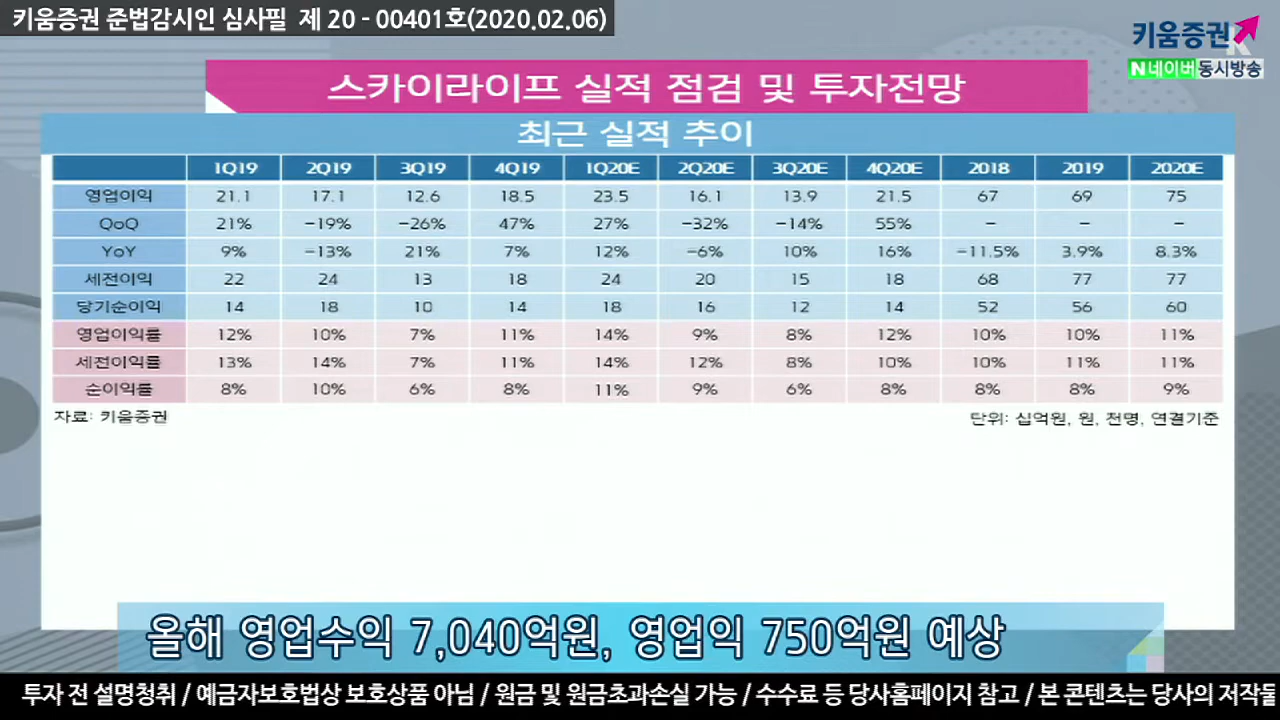 키움증권 준법감시인 심사필 제 20 - 00401호(2020.02.06)
키움증권
N 네이버 동시방송
스카이라이프 실적 점검 및 투자전망
최근 실적 추이
1Q19 2Q19 3Q19 4Q19 1Q20E 2Q20E 3Q20E 4Q20E 2018 2019 2020E
영업이익 21.1 17.1 12.6 18.5 23.5 16.1 13.9 21.5 67 69 75
QoQ 21% -19% -26% 47% 27% -32% -14% 55% - - -
YoY 9% -13% 21% 7% 12% -6% 10% 16% -11.5% 3.9% 8.3%
세전이익 22 24 13 18 24 20 15 18 68 77 77
당기순이익 14 18 10 14 18 16 12 14 52 56 60
영업이익률 12% 10% 7% 11% 14% 9% 8% 12% 10% 10% 11%
세전이익률 13% 14% 7% 11% 14% 12% 8% 10% 10% 11% 11%
순이익률 8% 10% 6% 8% 11% 9% 6% 8% 8% 8% 9%
자료: 키움증권 단위: 십억원, 원, 천명, 연결기준
올해 영업수익 7,040억원, 영업익 750억원 예상
투자 전 설명청취 / 예금자보호법상 보호상품 아님 / 원금 및 원금초과손실 가능 / 수수료 등 당사홈페이지 참고 / 본 콘텐츠는 당사의 저작물